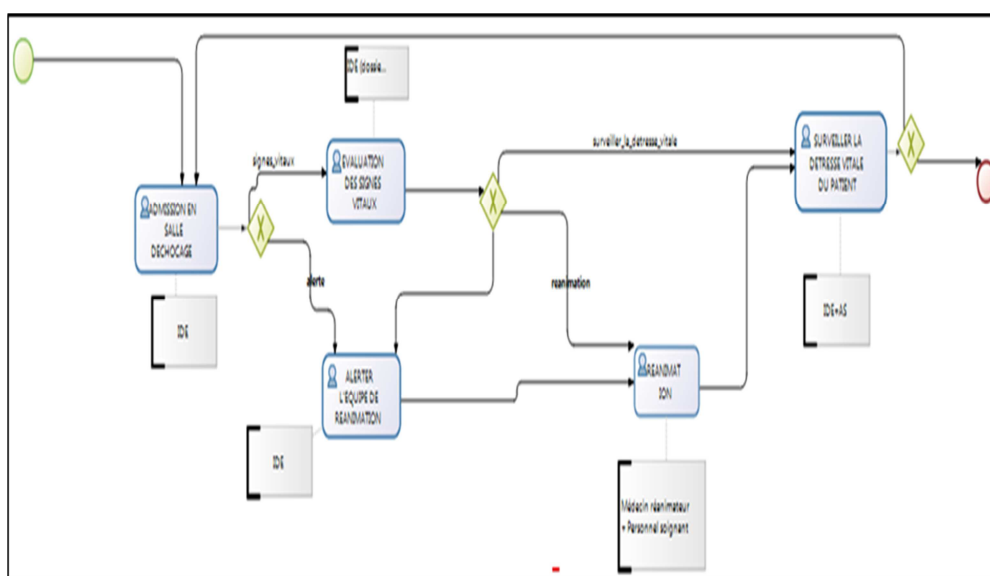 IDE (dossie...
signes_vitaux
EVALUATION
DES SIGNES
VITAUX
surveiller_la_detresse_vitale
SURVEILLER LA
DETRESSE VITALE
DU PATIENT
ADMISSION EN
SALLE
DECHOCAGE
IDE
alerte
reanimation
IDE+AS
ALERTER
L'EQUIPE DE
REANIMATION
REANIMAT
ION
IDE
Médecin réanimateur
+ Personnel soignant